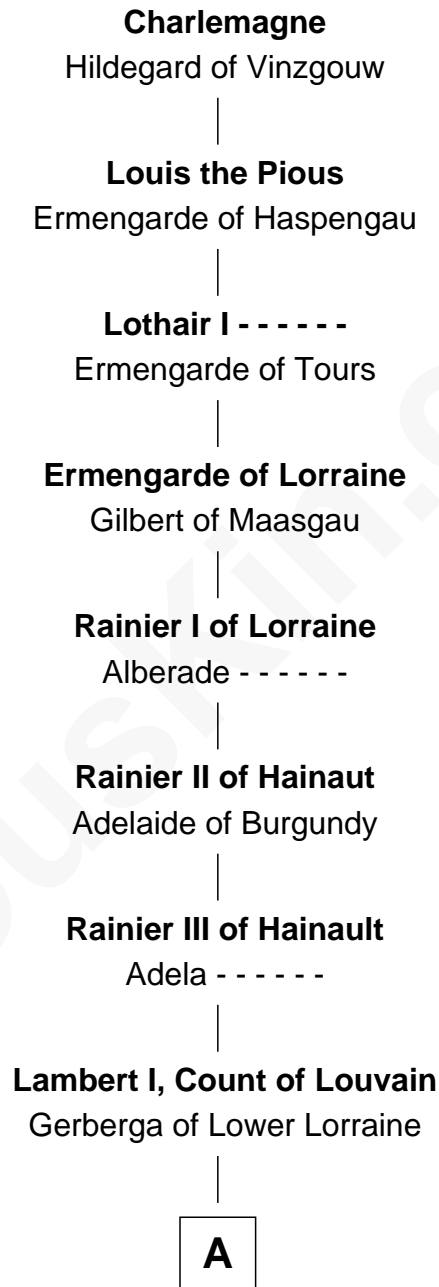 Charlemagne
Hildegard of Vinzgouw
Louis the Pious
Ermengarde of Haspengau
Lothair I - - - - - -
Ermengarde of Tours
Ermengarde of Lorraine
Gilbert of Maasgau
Rainier I of Lorraine
Alberade - - - - - -
Rainier II of Hainaut
Adelaide of Burgundy
Rainier III of Hainault
Adela - - - - - -
Lambert I, Count of Louvain
Gerberga of Lower Lorraine
A